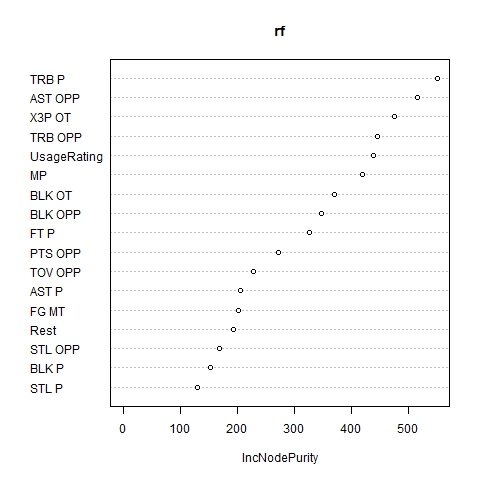 rf
TRB P
AST OPP
X3P OT
TRB OPP
UsageRating
MP
BLK OT
BLK OPP
FT P
PTS OPP
TOV OPP
AST P
FG MT
Rest
STL OPP
BLK P
STL P
0 100 200 300 400 500
IncNodePurity